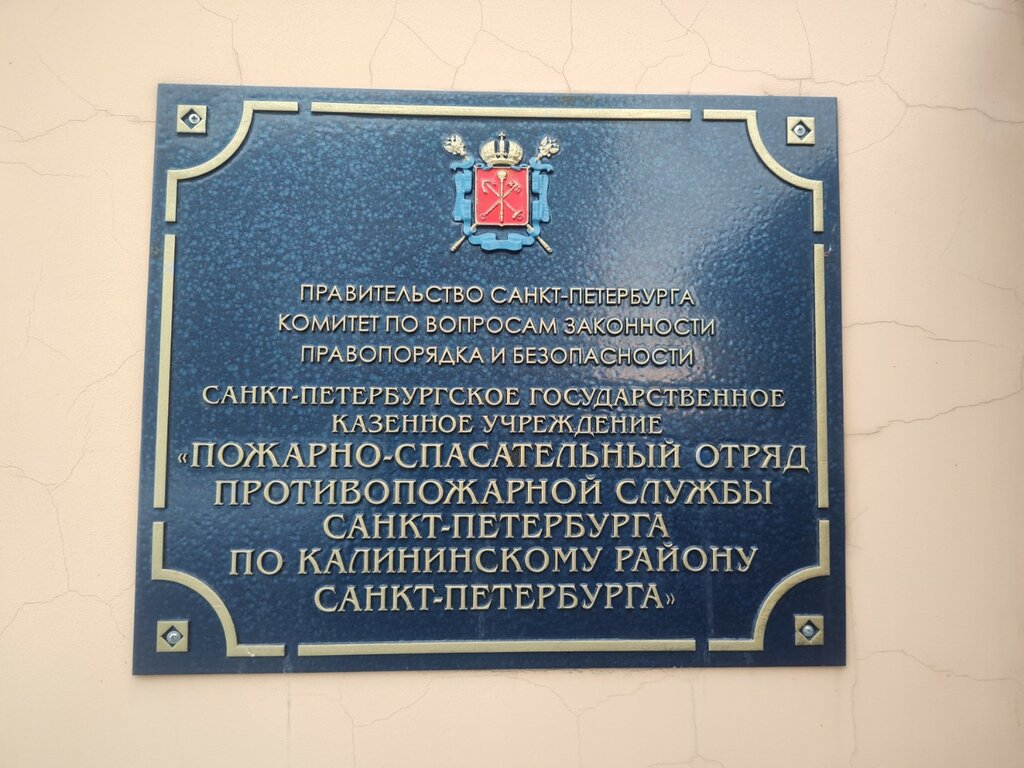 ПРАВИТЕЛЬСТВО САНКТ-ПЕТЕРБУРГА
КОМИТЕТ ПО ВОПРОСАМ ЗАКОННОСТИ
ПРАВОПОРЯДКА И БЕЗОПАСНОСТИ
САНКТ-ПЕТЕРБУРГСКОЕ ГОСУДАРСТВЕННОЕ
КАЗЕННОЕ УЧРЕЖДЕНИЕ
«ПОЖАРНО-СПАСАТЕЛЬНЫЙ ОТРЯД
ПРОТИВОПОЖАРНОЙ СЛУЖБЫ
САНКТ-ПЕТЕРБУРГА
ПО КАЛИНИНСКОМУ РАЙОНУ
САНКТ-ПЕТЕРБУРГА»